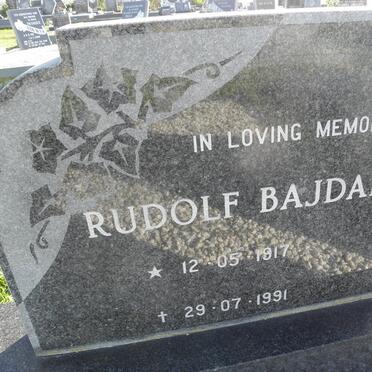 IN LOVING MEMO
RUDOLF BAJDA
★ 12·05·1917
✝ 29·07·1991